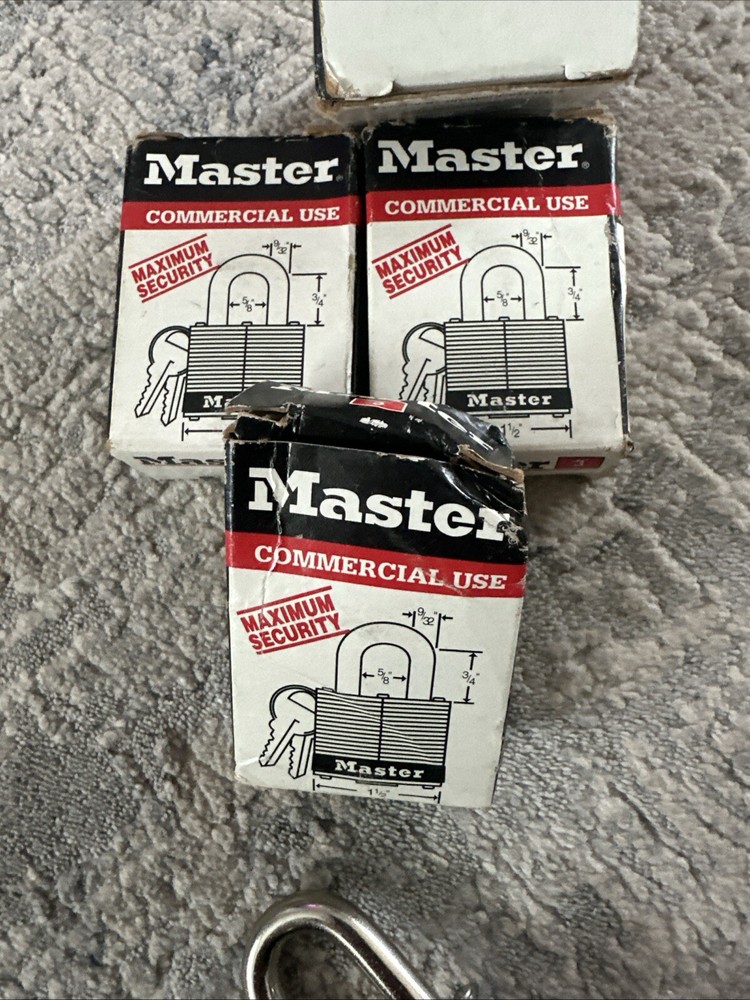 Master
COMMERCIAL USE
MAXIMUM
SECURITY
9/32"
3/4"
5/8"
Master
Master®
COMMERCIAL USE
MAXIMUM
SECURITY
9/32"
3/4"
5/8"
Master
1 1/2"
3
Master
COMMERCIAL USE
MAXIMUM
SECURITY
9/32"
3/4"
5/8"
Master
1 1/2"